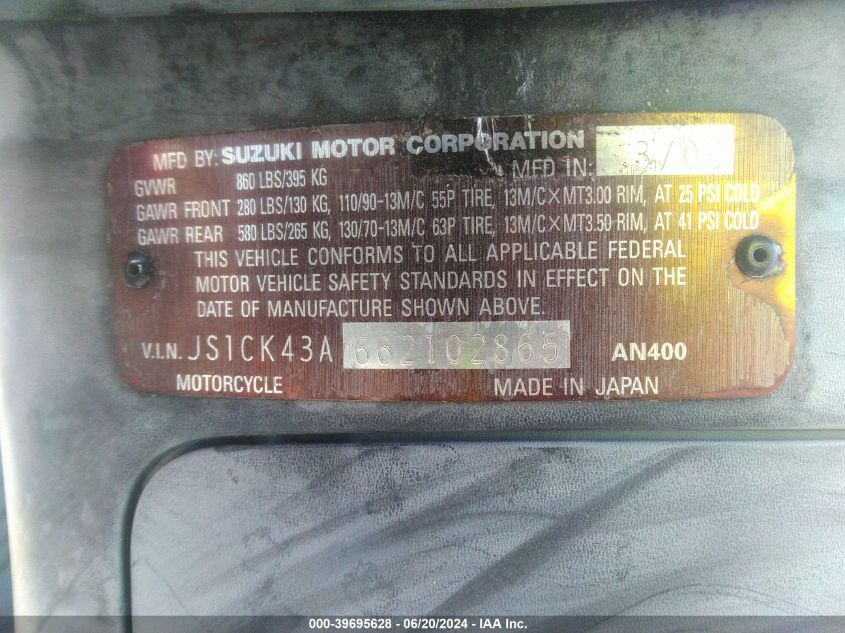 MFD BY: SUZUKI MOTOR CORPORATION
MFD IN: 3/06
GVWR 860 LBS/395 KG
GAWR FRONT 280 LBS/130 KG, 110/90-13M/C 55P TIRE, 13M/C×MT3.00 RIM, AT 25 PSI COLD
GAWR REAR 580 LBS/265 KG, 130/70-13M/C 63P TIRE, 13M/C×MT3.50 RIM, AT 41 PSI COLD
THIS VEHICLE CONFORMS TO ALL APPLICABLE FEDERAL
MOTOR VEHICLE SAFETY STANDARDS IN EFFECT ON THE
DATE OF MANUFACTURE SHOWN ABOVE.
V.I.N. JS1CK43A662102865 AN400
MOTORCYCLE MADE IN JAPAN
000-39695628 - 06/20/2024 - IAA Inc.